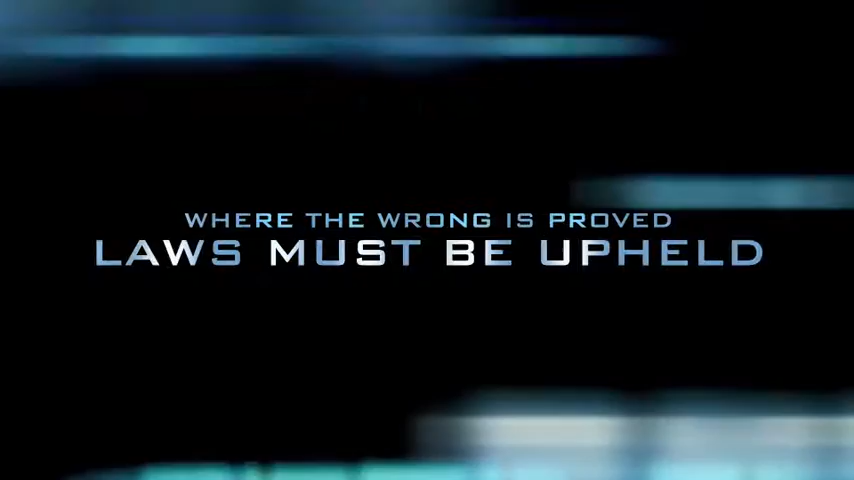 WHERE THE WRONG IS PROVED
LAWS MUST BE UPHELD